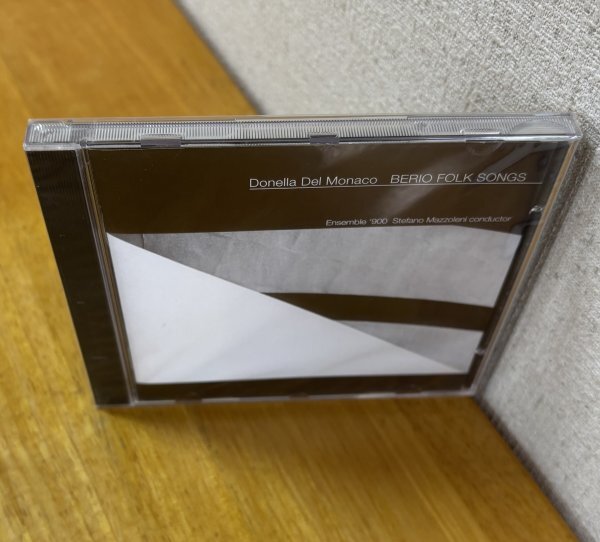 Donella Del Monaco BERIO FOLK SONGS
Ensemble '900 Stefano Mazzoleni conductor